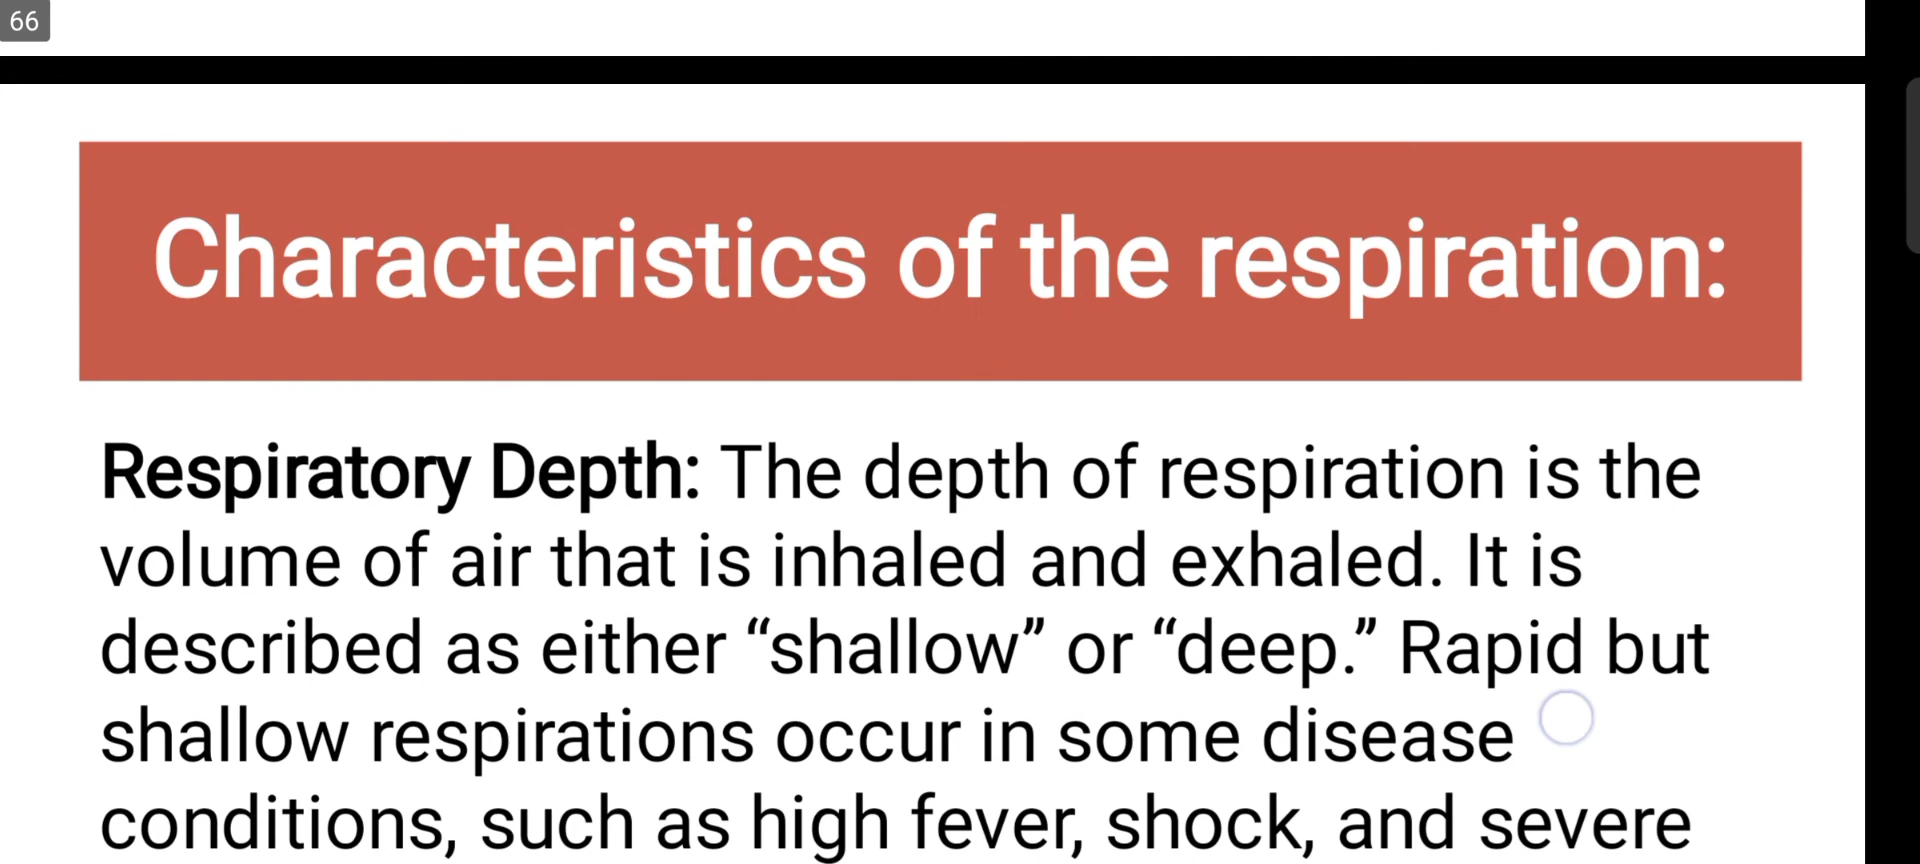 66
Characteristics of the respiration:
Respiratory Depth: The depth of respiration is the
volume of air that is inhaled and exhaled. It is
described as either “shallow” or “deep.” Rapid but
shallow respirations occur in some disease
conditions, such as high fever, shock, and severe